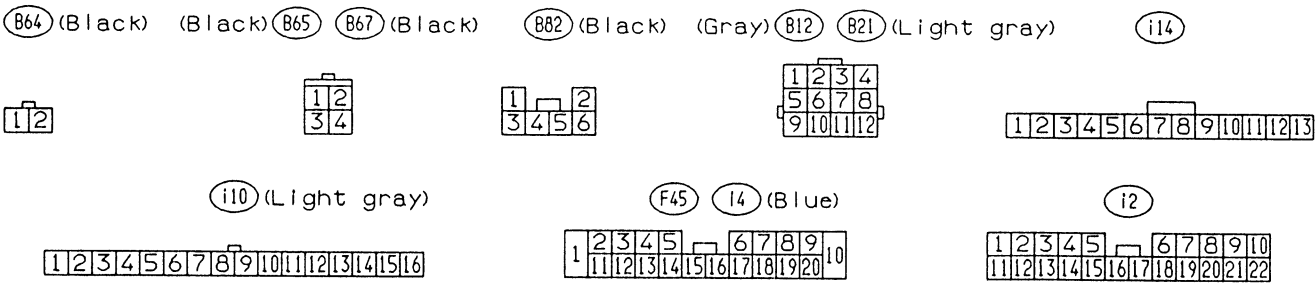 B64 (Black) (Black) B65 B67 (Black) B82 (Black) (Gray) B12 B21 (Light gray) i14
1 2
1 2
3 4
1 2
3 4 5 6
1 2 3 4
5 6 7 8
9 10 11 12
1 2 3 4 5 6 7 8 9 10 11 12 13
i10 (Light gray) F45 i4 (Blue) i2
1 2 3 4 5 6 7 8 9 10 11 12 13 14 15 16
1 2 3 4 5 6 7 8 9 10
11 12 13 14 15 16 17 18 19 20
1 2 3 4 5 6 7 8 9 10
11 12 13 14 15 16 17 18 19 20 21 22